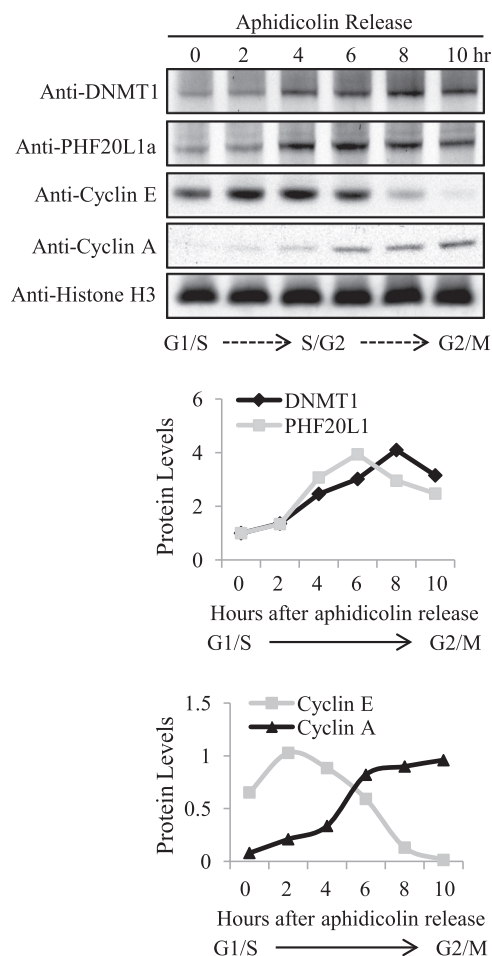 Aphidicolin Release
0 2 4 6 8 10 hr
Anti-DNMT1
Anti-PHF20L1a
Anti-Cyclin E
Anti-Cyclin A
Anti-Histone H3
G1/S S/G2 G2/M
6
4
2
0
Protein Levels
DNMT1
PHF20L1
0 2 4 6 8 10
Hours after aphidicolin release
G1/S G2/M
1.5
1
0.5
0
Protein Levels
Cyclin E
Cyclin A
0 2 4 6 8 10
Hours after aphidicolin release
G1/S G2/M